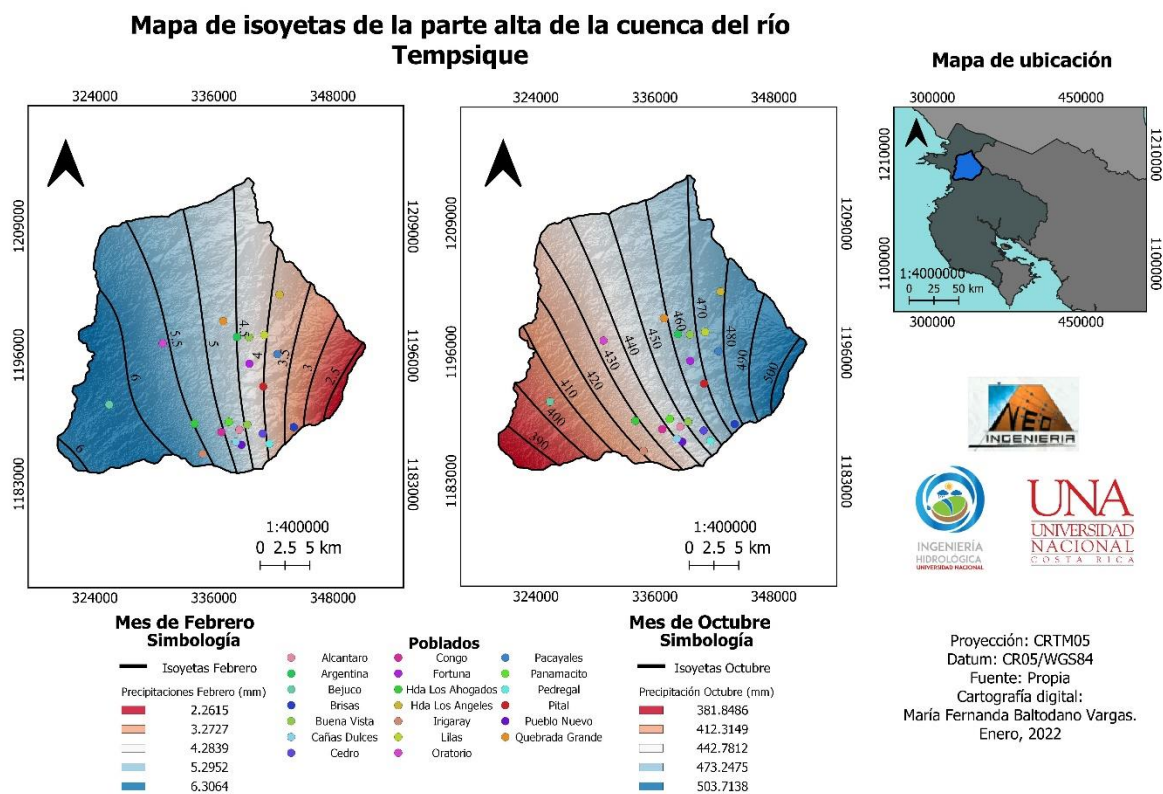 Mapa de isoyetas de la parte alta de la cuenca del río
Tempsique
324000 336000 348000
1209000
1196000
1183000
1209000
1196000
1183000
6
5.5
5
4.5
4
3.5
3
2.5
6
1:400000
0 2.5 5 km
324000 336000 348000
324000 336000 348000
1209000
1196000
1183000
1209000
1196000
1183000
390
400
410
420
430
440
450
460
470
480
490
500
1:400000
0 2.5 5 km
324000 336000 348000
Mapa de ubicación
300000 450000
1210000
1100000
1210000
1100000
1:4000000
0 25 50 km
300000 450000
NEO
INGENIERIA
INGENIERÍA
HIDROLÓGICA
UNIVERSIDAD NACIONAL
UNA
UNIVERSIDAD
NACIONAL
COSTA RICA
Mes de Febrero
Simbología
Isoyetas Febrero
Precipitaciones Febrero (mm)
2.2615
3.2727
4.2839
5.2952
6.3064
Poblados
Alcantaro
Argentina
Bejuco
Brisas
Buena Vista
Cañas Dulces
Cedro
Congo
Fortuna
Hda Los Ahogados
Hda Los Angeles
Irigaray
Lilas
Oratorio
Pacayales
Panamacito
Pedregal
Pital
Pueblo Nuevo
Quebrada Grande
Mes de Octubre
Simbología
Isoyetas Octubre
Precipitación Octubre (mm)
381.8486
412.3149
442.7812
473.2475
503.7138
Proyección: CRTM05
Datum: CR05/WGS84
Fuente: Propia
Cartografía digital:
María Fernanda Baltodano Vargas.
Enero, 2022